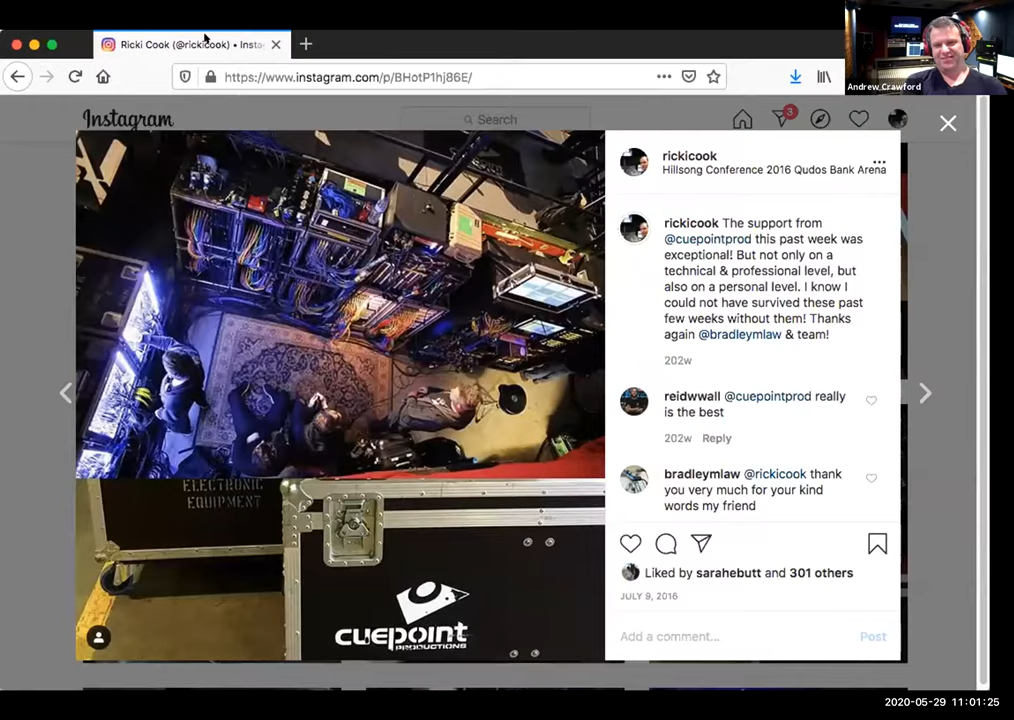 Ricki Cook (@rickicook) • Insta
https://www.instagram.com/p/BHotP1hj86E/
Andrew Crawford
Instagram
Search
3
rickicook
Hillsong Conference 2016 Qudos Bank Arena
rickicook The support from
@cuepointprod this past week was
exceptional! But not only on a
technical & professional level, but
also on a personal level. I know I
could not have survived these past
few weeks without them! Thanks
again @bradleymlaw & team!
202w
reidwwall @cuepointprod really
is the best
202w Reply
bradleymlaw @rickicook thank
you very much for your kind
words my friend
Liked by sarahebutt and 301 others
JULY 9, 2016
Add a comment... Post
ELECTRONIC
EQUIPMENT
CUEPOINT
PRODUCTIONS
2020-05-29 11:01:25